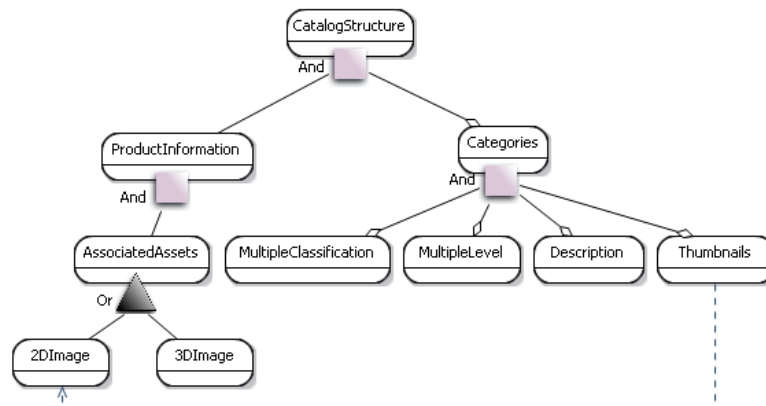 CatalogStructure
And
ProductInformation
Categories
And
And
AssociatedAssets
MultipleClassification
MultipleLevel
Description
Thumbnails
Or
2DImage
3DImage